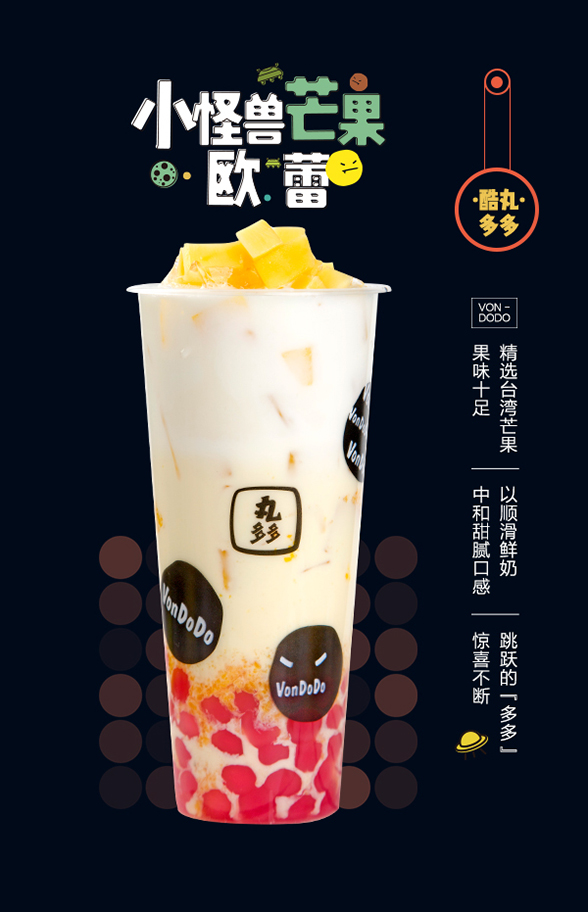 小怪兽芒果
欧蕾
·酷丸·
多多
VON –
DODO
精选台湾芒果
果味十足
以顺滑鲜奶
中和甜腻口感
跳跃的『多多』
惊喜不断
VonDoDo
VonDo
丸
多多
VonDoDo
VonDoDo